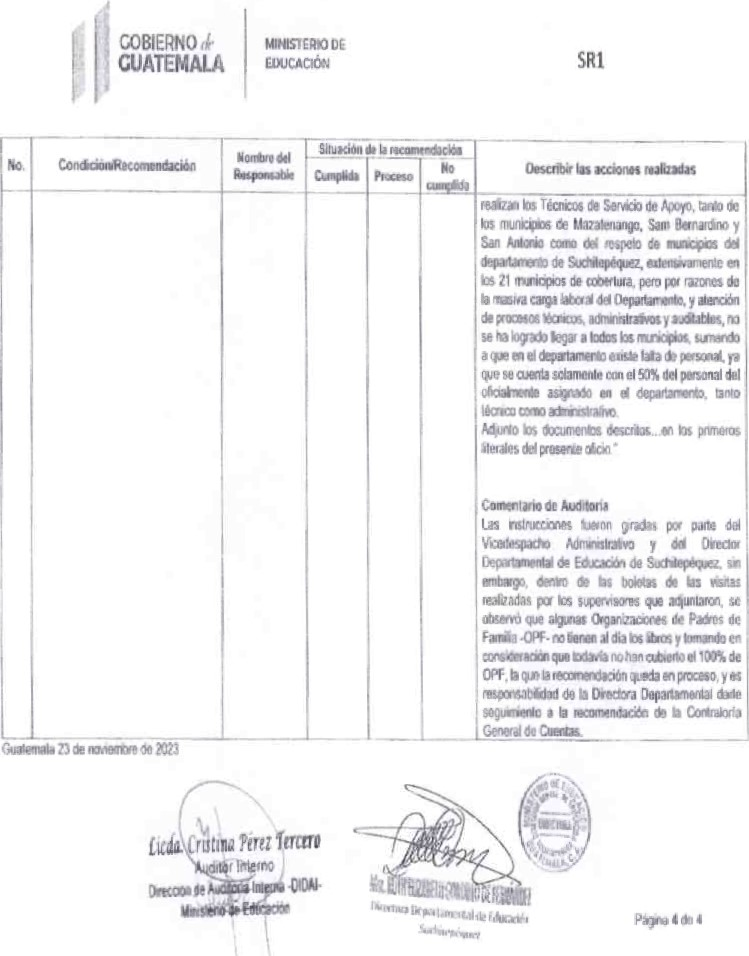 GOBIERNO de
GUATEMALA
MINISTERIO DE
EDUCACIÓN
SR1
No.
Condición/Recomendación
Nombre del
Responsable
Situación de la recomendación
Cumplida
Proceso
No
cumplida
Describir las acciones realizadas
realizan los Técnicos de Servicio de Apoyo, tanto de
los municipios de Mazatenango, Sam Bernardino y
San Antonio como del respeto de municipios del
departamento de Suchitepéquez, extensivamente en
los 21 municipios de cobertura, pero por razones de
la masiva carga laboral del Departamento, y atención
de procesos técnicos, administrativos y auditables, no
se ha logrado llegar a todos los municipios, sumando
a que en el departamento existe falta de personal, ya
que se cuenta solamente con el 50% del personal del
oficialmente asignado en el departamento, tanto
técnico como administrativo.
Adjunto los documentos descritos...en los primeros
literales del presente oficio."
Comentario de Auditoría
Las instrucciones fueron giradas por parte del
Vicedespacho Administrativo y del Director
Departamental de Educación de Suchitepéquez, sin
embargo, dentro de las boletas de las visitas
realizadas por los supervisores que adjuntaron, se
observó que algunas Organizaciones de Padres de
Familia -OPF- no tienen al día los libros y tomando en
consideración que todavía no han cubierto el 100% de
OPF, la que la recomendación queda en proceso, y es
responsabilidad de la Directora Departamental darle
seguimiento a la recomendación de la Contraloría
General de Cuentas.
Guatemala 23 de noviembre de 2023
Licda. Cristina Pérez Tercero
Auditor Interno
Dirección de Auditoría Interna -DIDAI-
Ministerio de Educación
Directora Departamental de Educación
Suchitepéquez
MINISTERIO DE EDUCACIÓN
GUATEMALA, C.A.
Página 4 de 4